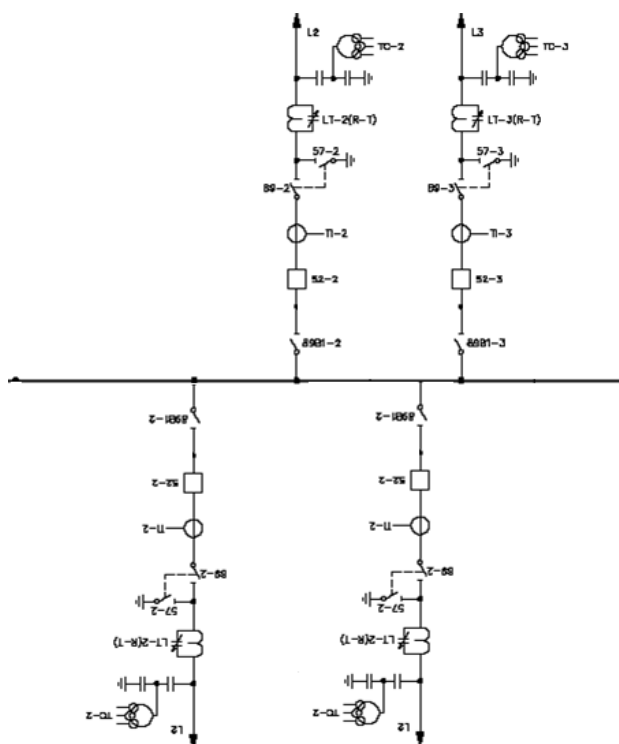 L2
TC-2
L3
TC-3
LT-2(R-T)
LT-3(R-T)
57-2
57-3
89-2
89-3
TI-2
TI-3
52-2
52-3
89B1-2
89B1-3
89B1-2
89B1-2
52-2
52-2
TI-2
TI-2
89-2
89-2
57-2
57-2
LT-2(R-T)
LT-2(R-T)
TC-2
TC-2
L2
L2